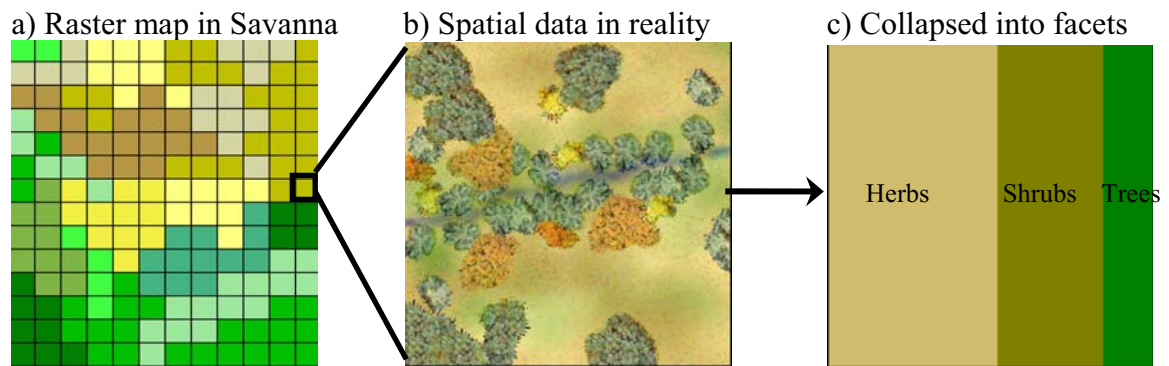 a) Raster map in Savanna
b) Spatial data in reality
c) Collapsed into facets
Herbs
Shrubs
Trees